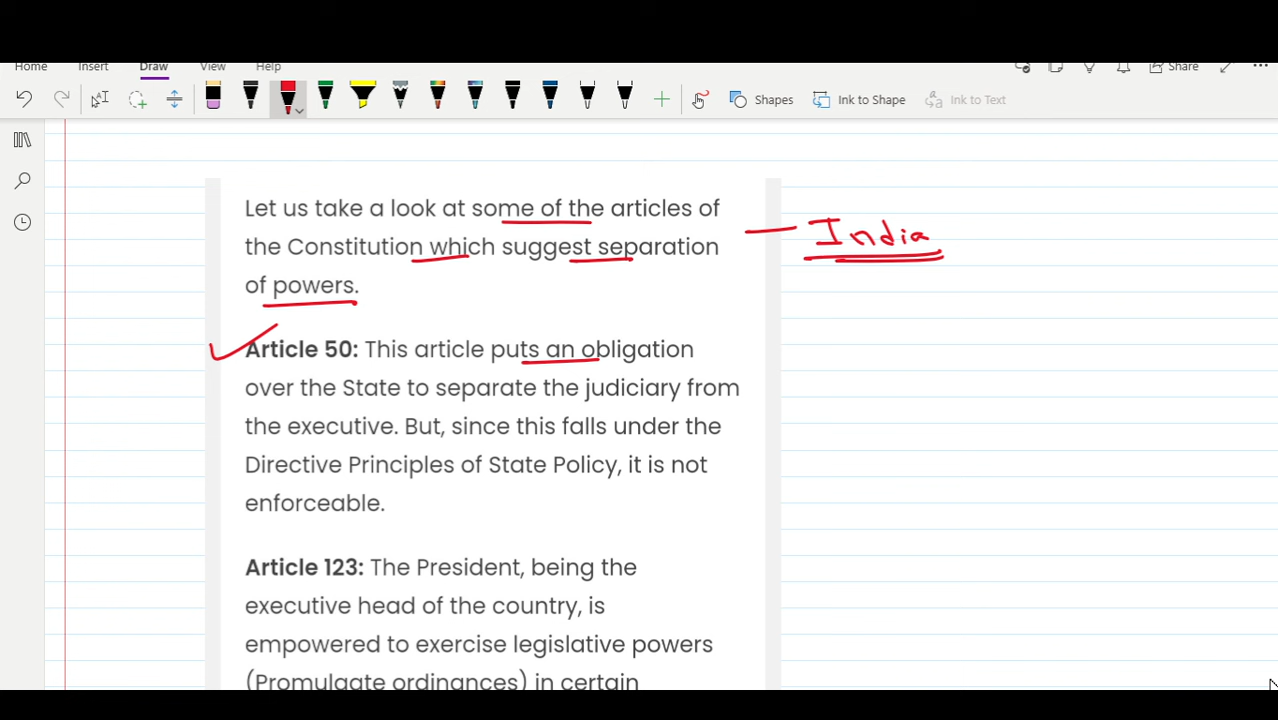 Home Insert Draw View Help Share
Shapes Ink to Shape Ink to Text
Let us take a look at some of the articles of
the Constitution which suggest separation
of powers.
India
Article 50: This article puts an obligation
over the State to separate the judiciary from
the executive. But, since this falls under the
Directive Principles of State Policy, it is not
enforceable.
Article 123: The President, being the
executive head of the country, is
empowered to exercise legislative powers
(Promulgate ordinances) in certain